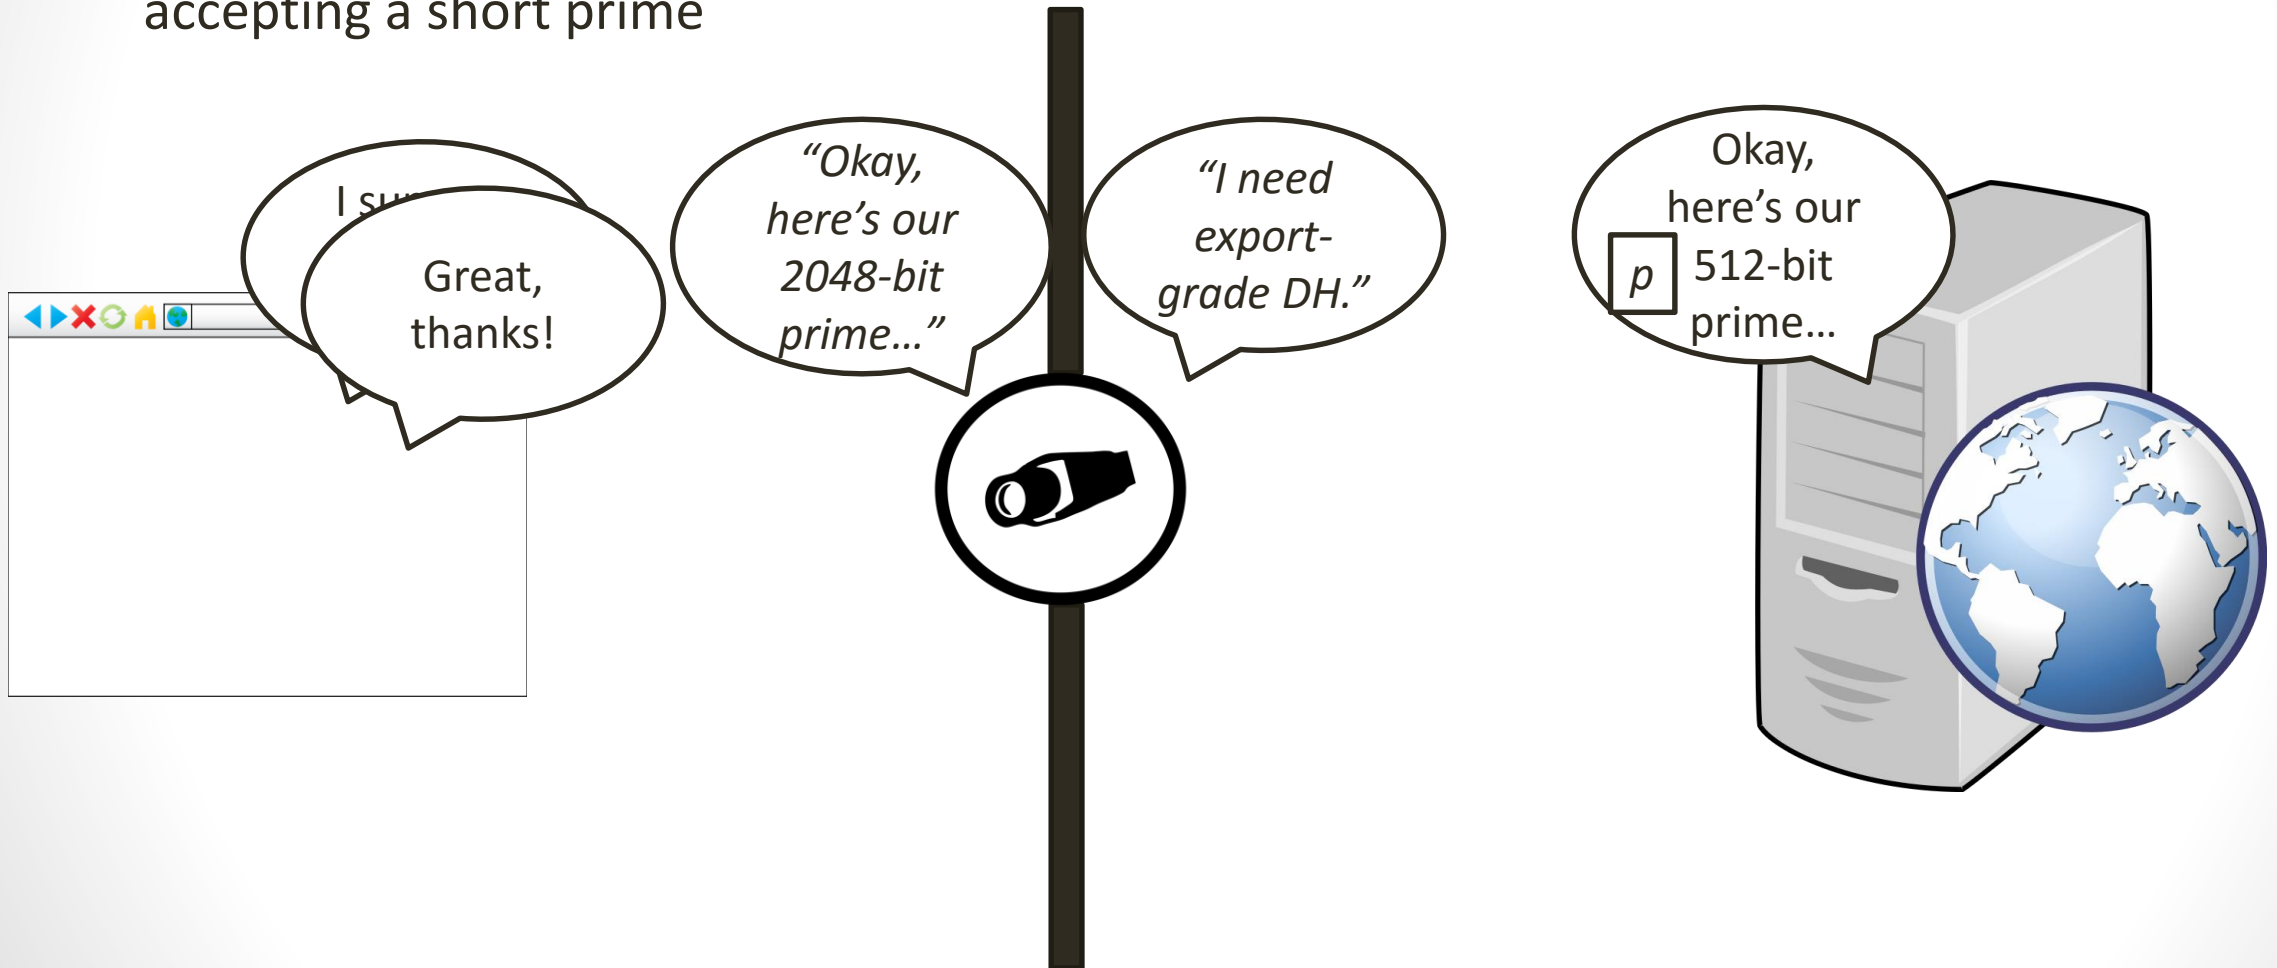 accepting a short prime
I
Great,
thanks!
“Okay,
here’s our
2048-bit
prime…”
“I need
export-
grade DH.”
Okay,
here’s our
512-bit
prime…
p